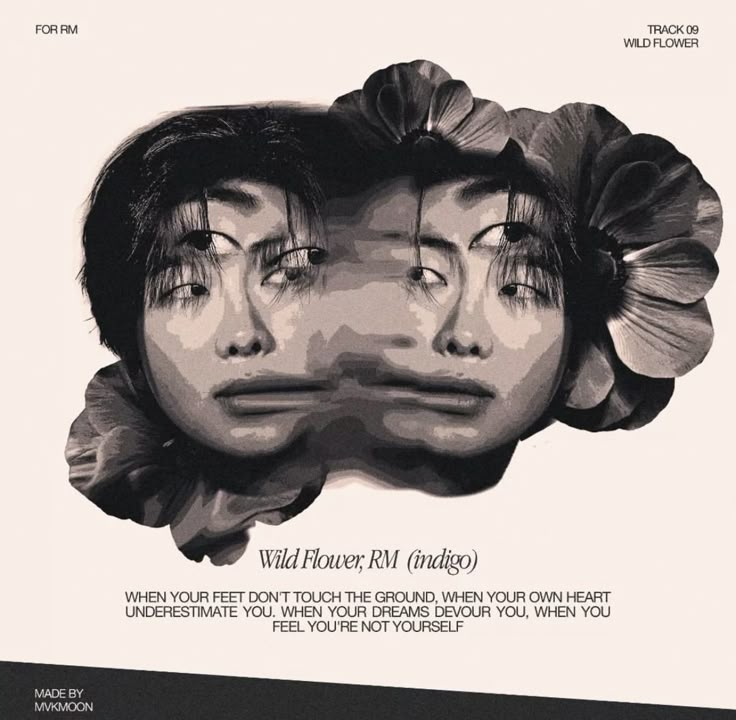 FOR RM
TRACK 09
WILD FLOWER
Wild Flower, RM (indigo)
WHEN YOUR FEET DON'T TOUCH THE GROUND, WHEN YOUR OWN HEART
UNDERESTIMATE YOU. WHEN YOUR DREAMS DEVOUR YOU, WHEN YOU
FEEL YOU'RE NOT YOURSELF
MADE BY
MVKMOON